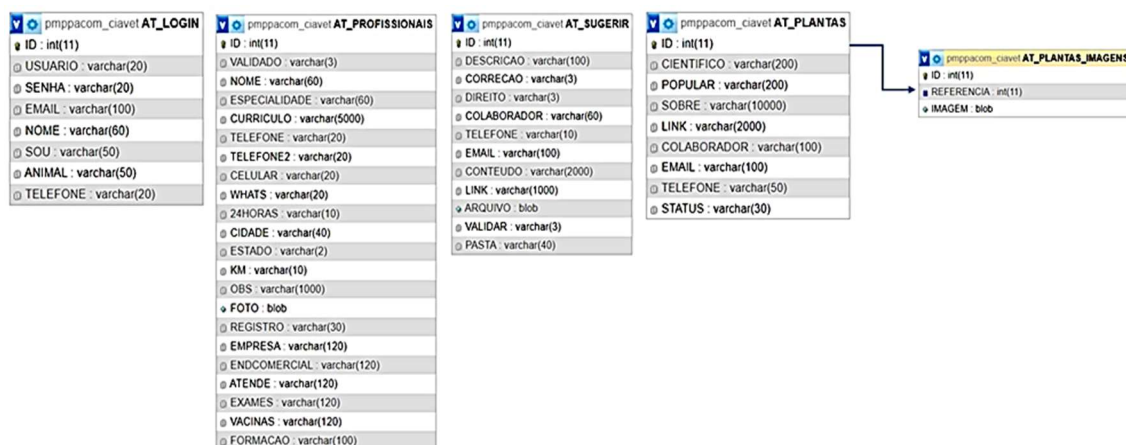 pmppacom_ciavet AT_LOGIN
ID : int(11)
USUARIO : varchar(20)
SENHA : varchar(20)
EMAIL : varchar(100)
NOME : varchar(60)
SOU : varchar(50)
ANIMAL : varchar(50)
TELEFONE : varchar(20)
pmppacom_ciavet AT_PROFISSIONAIS
ID : int(11)
VALIDADO : varchar(3)
NOME : varchar(60)
ESPECIALIDADE : varchar(60)
CURRICULO : varchar(5000)
TELEFONE : varchar(20)
TELEFONE2 : varchar(20)
CELULAR : varchar(20)
WHATS : varchar(20)
24HORAS : varchar(10)
CIDADE : varchar(40)
ESTADO : varchar(2)
KM : varchar(10)
OBS : varchar(1000)
FOTO : blob
REGISTRO : varchar(30)
EMPRESA : varchar(120)
ENDCOMERCIAL : varchar(120)
ATENDE : varchar(120)
EXAMES : varchar(120)
VACINAS : varchar(120)
FORMACAO : varchar(100)
pmppacom_ciavet AT_SUGERIR
ID : int(11)
DESCRICAO : varchar(100)
CORRECAO : varchar(3)
DIREITO : varchar(3)
COLABORADOR : varchar(60)
TELEFONE : varchar(10)
EMAIL : varchar(100)
CONTEUDO : varchar(2000)
LINK : varchar(1000)
ARQUIVO : blob
VALIDAR : varchar(3)
PASTA : varchar(40)
pmppacom_ciavet AT_PLANTAS
ID : int(11)
CIENTIFICO : varchar(200)
POPULAR : varchar(200)
SOBRE : varchar(10000)
LINK : varchar(2000)
COLABORADOR : varchar(100)
EMAIL : varchar(100)
TELEFONE : varchar(50)
STATUS : varchar(30)
pmppacom_ciavet AT_PLANTAS_IMAGENS
ID : int(11)
REFERENCIA : int(11)
IMAGEM : blob